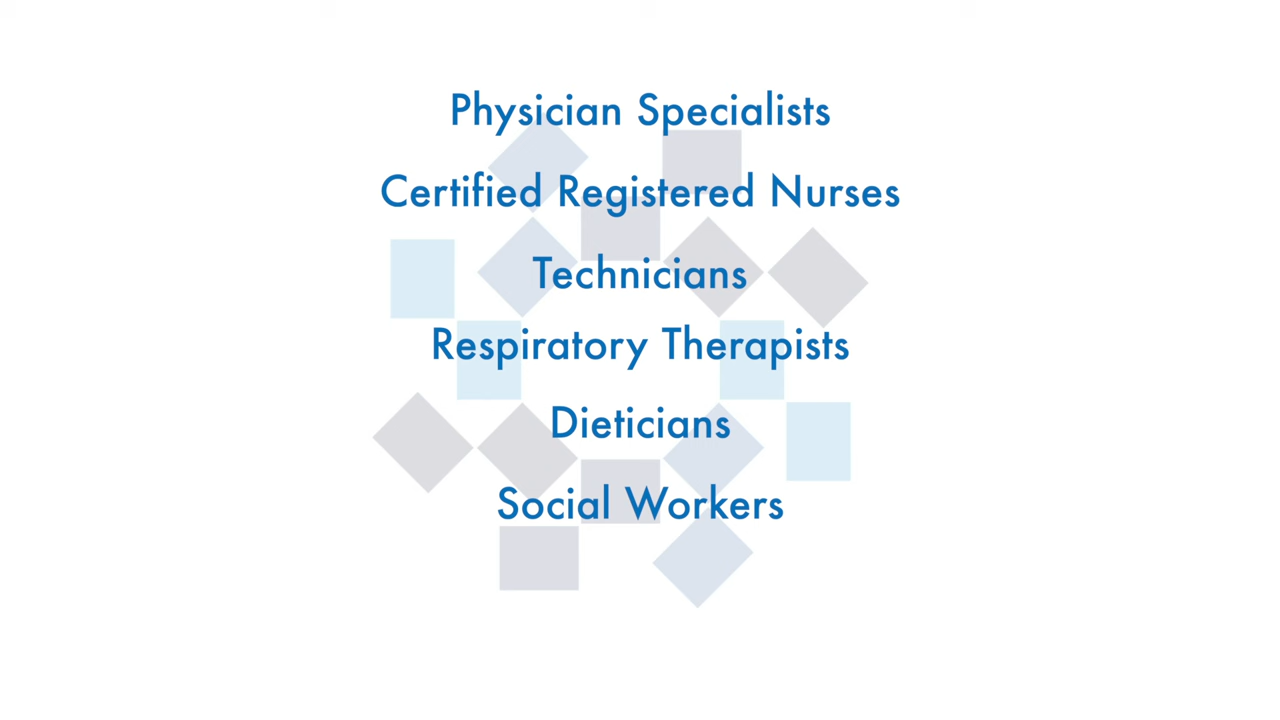 Physician Specialists
Certified Registered Nurses
Technicians
Respiratory Therapists
Dieticians
Social Workers